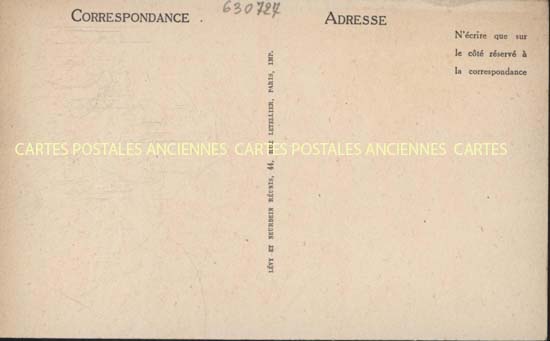 630727
CORRESPONDANCE
ADRESSE
N'écrire que sur
le côté réservé à
la correspondance
LÉVY ET NEURDEIN RÉUNIS, 44, RUE LETELLIER, PARIS, IMP.
CARTES POSTALES ANCIENNES CARTES POSTALES ANCIENNES CARTES